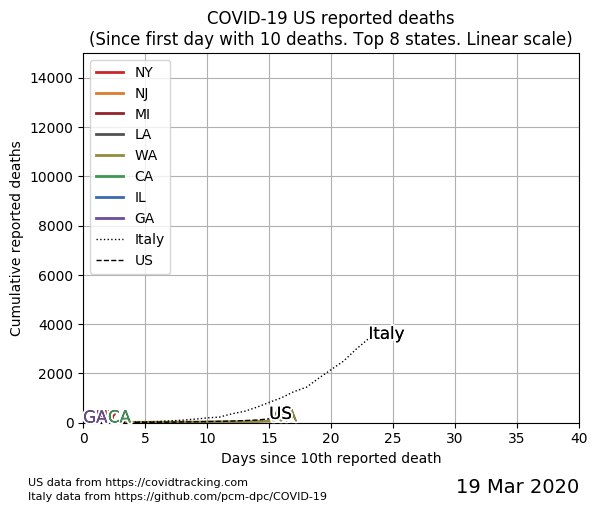 COVID-19 US reported deaths
(Since first day with 10 deaths. Top 8 states. Linear scale)
Cumulative reported deaths
14000
12000
10000
8000
6000
4000
2000
0
NY
NJ
MI
LA
WA
CA
IL
GA
Italy
US
Italy
US
GA
CA
0 5 10 15 20 25 30 35 40
Days since 10th reported death
US data from https://covidtracking.com
Italy data from https://github.com/pcm-dpc/COVID-19
19 Mar 2020